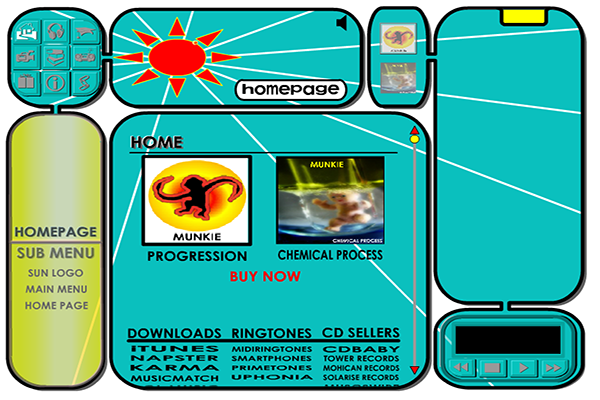 homepage
HOMEPAGE
SUB MENU
SUN LOGO
MAIN MENU
HOME PAGE
HOME
MUNKIE
PROGRESSION
MUNKIE
CHEMICAL PROCESS
CHEMICAL PROCESS
BUY NOW
DOWNLOADS RINGTONES CD SELLERS
ITUNES MIDIRINGTONES CDBABY
NAPSTER SMARTPHONES TOWER RECORDS
KARMA PRIMETONES MOHICAN RECORDS
MUSICMATCH UPHONIA SOLARISE RECORDS